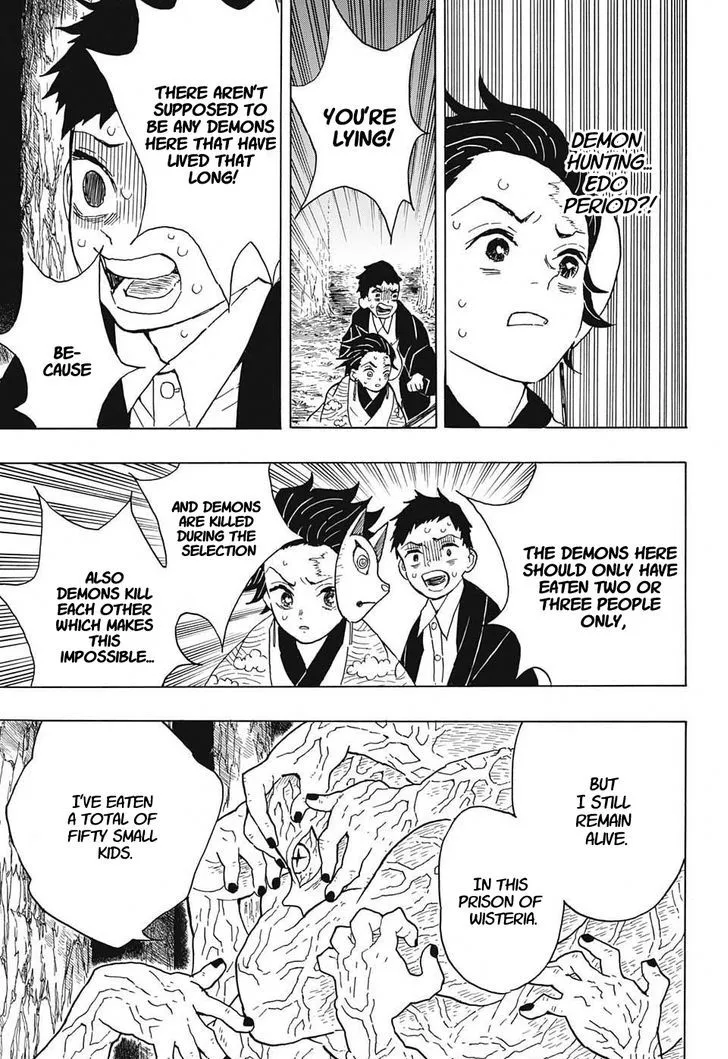 DEMON
HUNTING...
EDO
PERIOD?!
YOU'RE
LYING!
THERE AREN'T
SUPPOSED TO
BE ANY DEMONS
HERE THAT HAVE
LIVED THAT
LONG!
BE-
CAUSE
THE DEMONS HERE
SHOULD ONLY HAVE
EATEN TWO OR
THREE PEOPLE
ONLY,
AND DEMONS
ARE KILLED
DURING THE
SELECTION
ALSO
DEMONS KILL
EACH OTHER
WHICH MAKES
THIS
IMPOSSIBLE...
BUT
I STILL
REMAIN
ALIVE.
IN THIS
PRISON OF
WISTERIA.
I'VE EATEN
A TOTAL OF
FIFTY SMALL
KIDS.